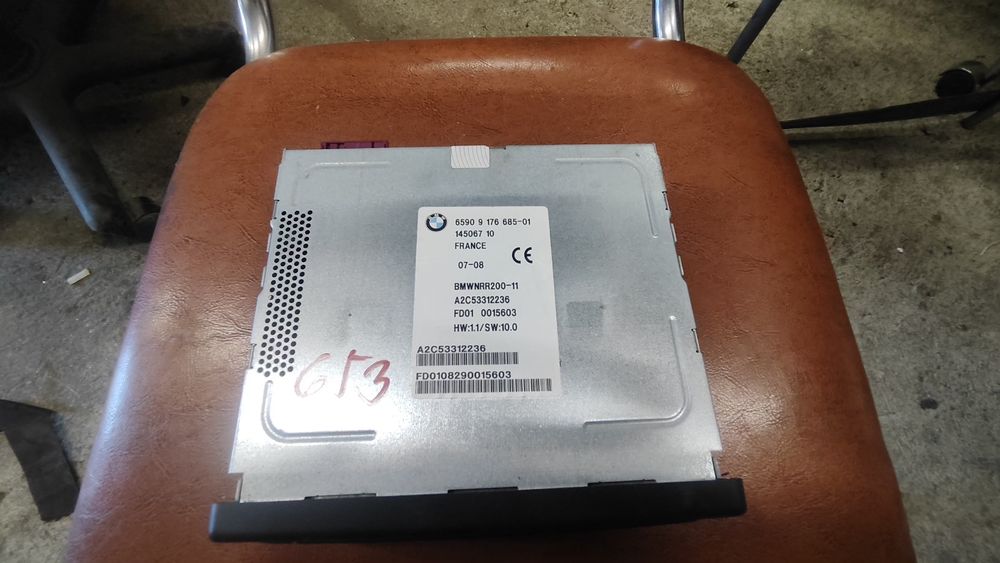 6590 9 176 685-01
145067 10
FRANCE
CE
07-08
BMWNRR200-11
A2C53312236
FD01 0015603
HW:1.1/SW:10.0
A2C53312236
FD0108290015603
653